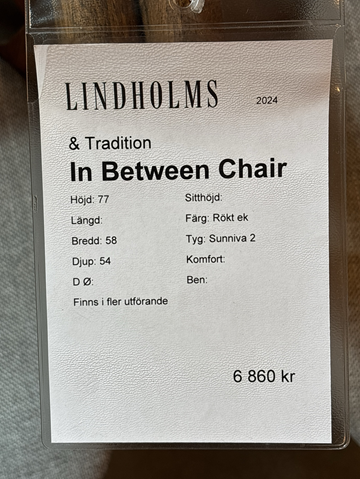 LINDHOLMS 2024
& Tradition
In Between Chair
Höjd: 77 Sitthöjd:
Längd: Färg: Rökt ek
Bredd: 58 Tyg: Sunniva 2
Djup: 54 Komfort:
D Ø: Ben:
Finns i fler utförande
6 860 kr